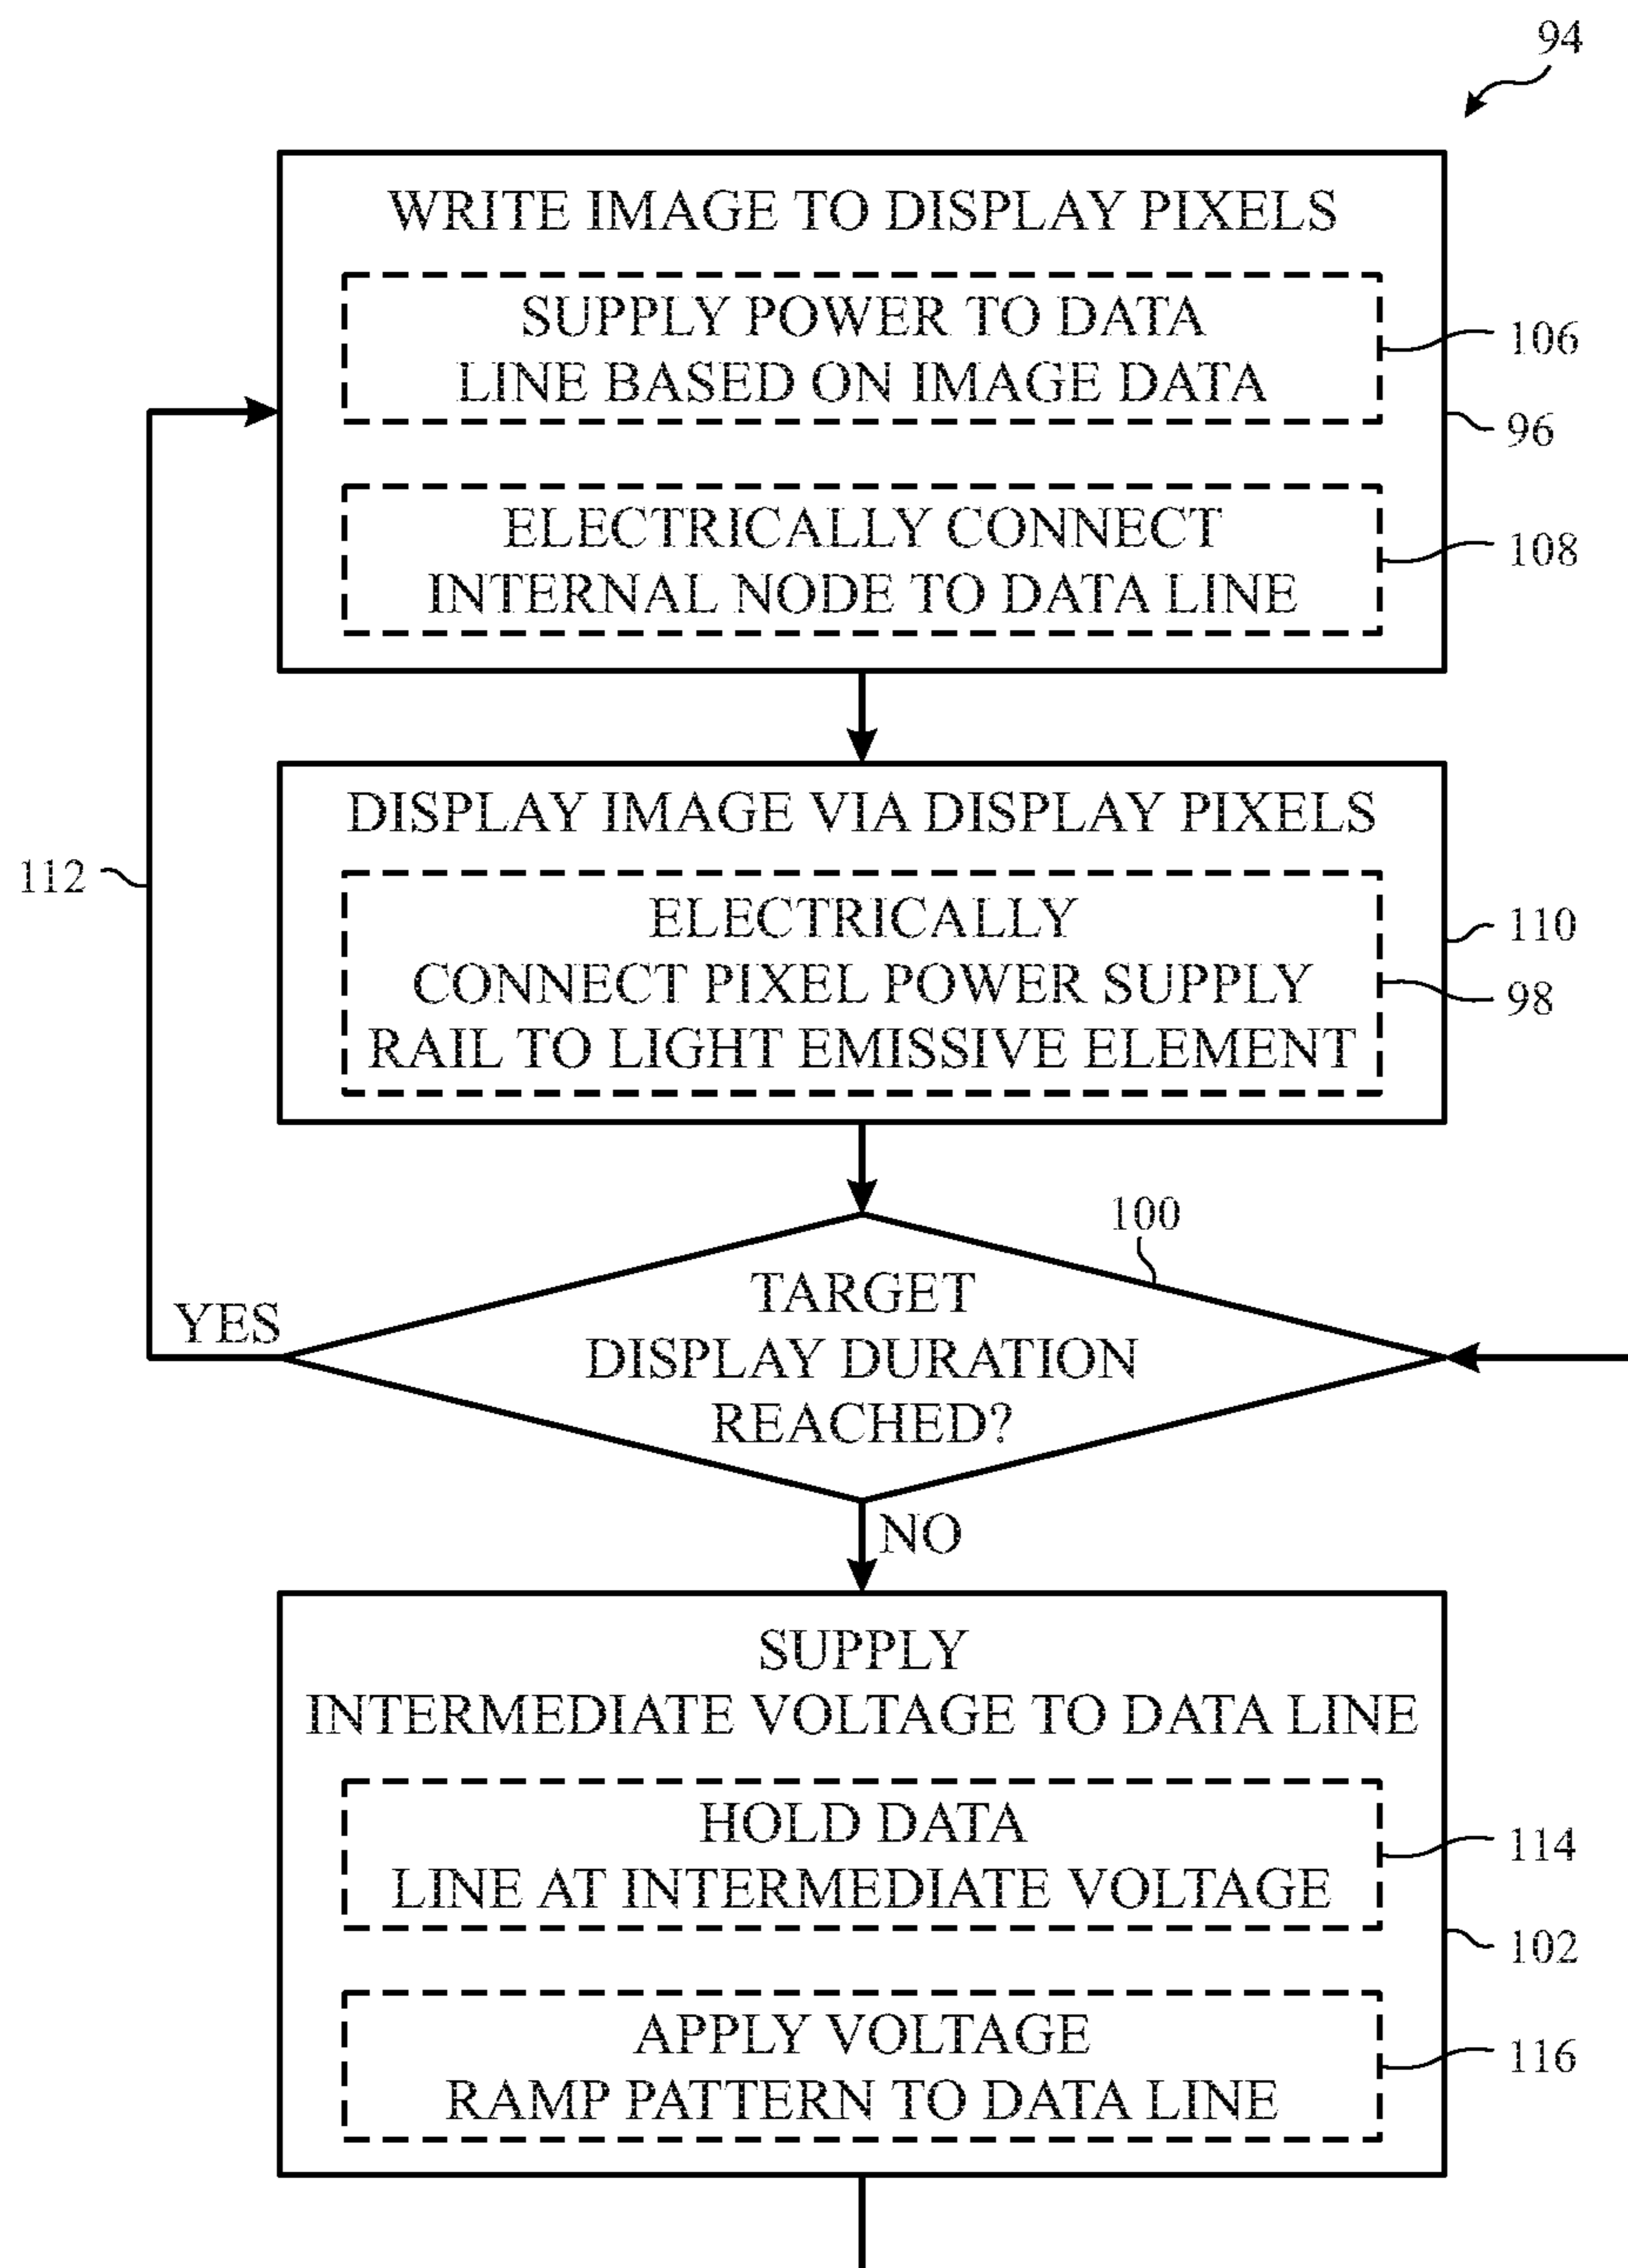 94
WRITE IMAGE TO DISPLAY PIXELS
SUPPLY POWER TO DATA
LINE BASED ON IMAGE DATA
106
96
ELECTRICALLY CONNECT
INTERNAL NODE TO DATA LINE
108
DISPLAY IMAGE VIA DISPLAY PIXELS
112
ELECTRICALLY
CONNECT PIXEL POWER SUPPLY
RAIL TO LIGHT EMISSIVE ELEMENT
110
98
100
YES
TARGET
DISPLAY DURATION
REACHED?
NO
SUPPLY
INTERMEDIATE VOLTAGE TO DATA LINE
HOLD DATA
LINE AT INTERMEDIATE VOLTAGE
114
102
APPLY VOLTAGE
RAMP PATTERN TO DATA LINE
116